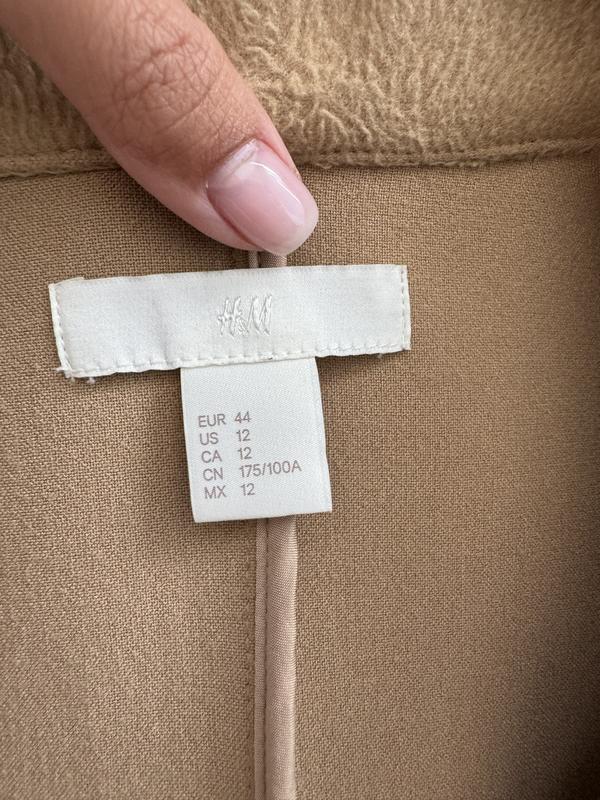 H&M
EUR 44
US 12
CA 12
CN 175/100A
MX 12